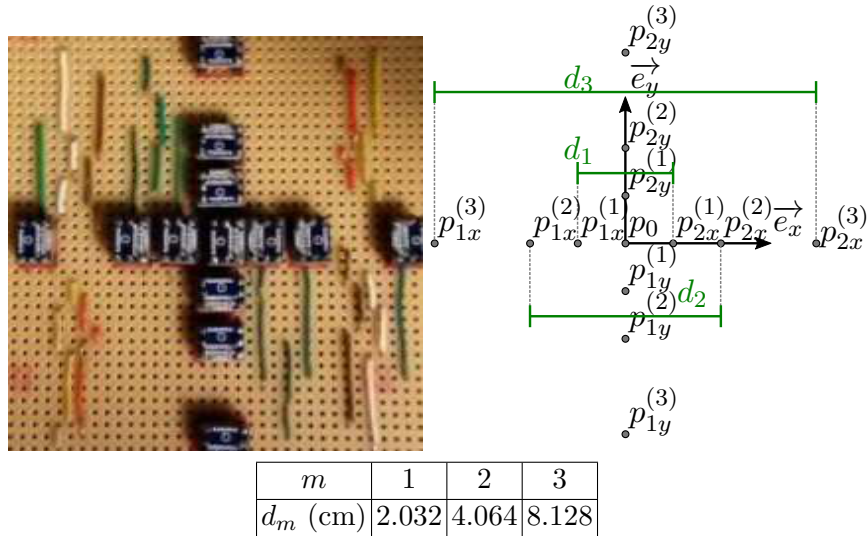 p_{2y}^{(3)}
\overrightarrow{e_y}
d_3
p_{2y}^{(2)}
d_1
p_{2y}^{(1)}
p_{1x}^{(3)} p_{1x}^{(2)} p_{1x}^{(1)} p_0 p_{2x}^{(1)} p_{2x}^{(2)} \overrightarrow{e_x} p_{2x}^{(3)}
p_{1y}^{(1)}
d_2
p_{1y}^{(2)}
p_{1y}^{(3)}
m 1 2 3
d_m (cm) 2.032 4.064 8.128